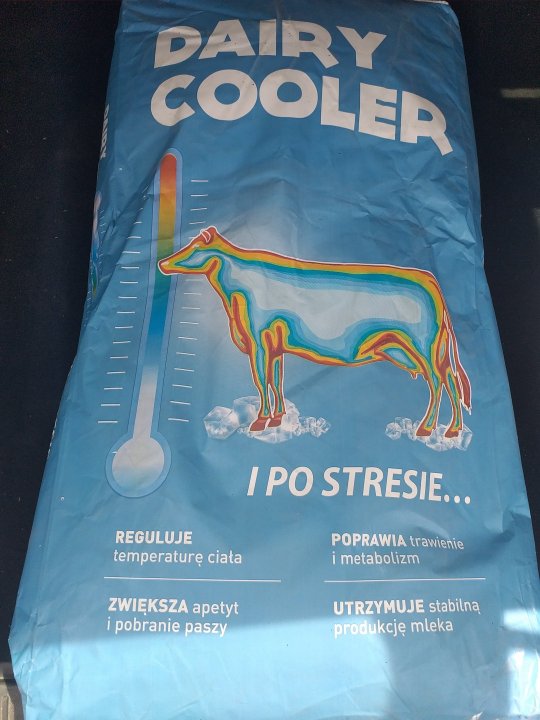 DAIRY
COOLER
I PO STRESIE...
REGULUJE
temperaturę ciała
POPRAWIA trawienie
i metabolizm
ZWIĘKSZA apetyt
i pobranie paszy
UTRZYMUJE stabilną
produkcję mleka